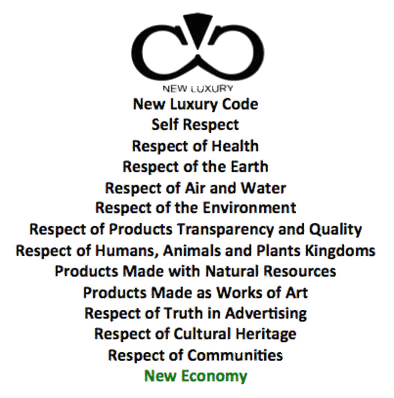 NEW LUXURY
New Luxury Code
Self Respect
Respect of Health
Respect of the Earth
Respect of Air and Water
Respect of the Environment
Respect of Products Transparency and Quality
Respect of Humans, Animals and Plants Kingdoms
Products Made with Natural Resources
Products Made as Works of Art
Respect of Truth in Advertising
Respect of Cultural Heritage
Respect of Communities
New Economy